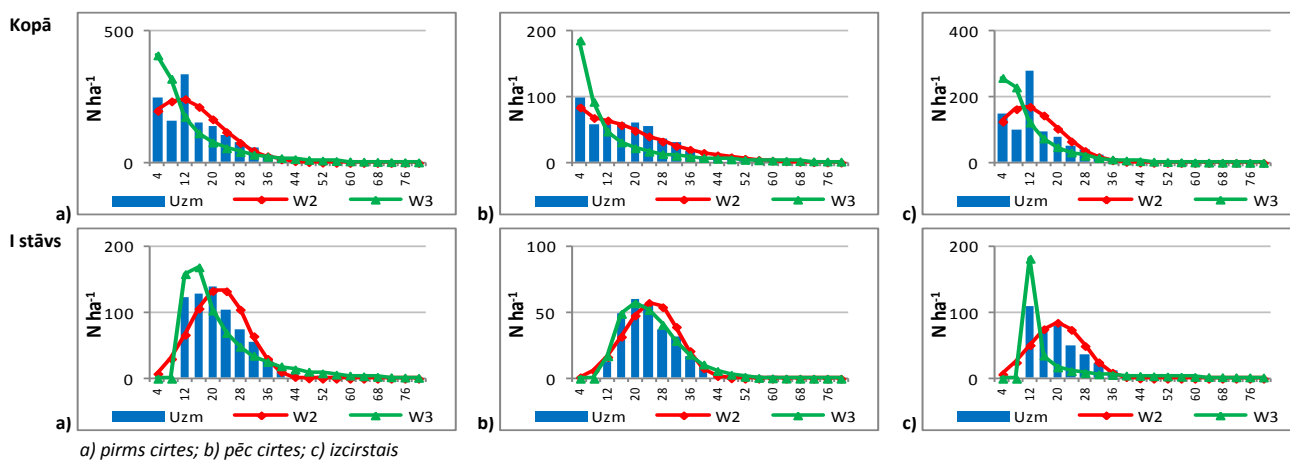 Kopā
500
0
N ha-1
4 12 20 28 36 44 52 60 68 76
Uzm W2 W3
a)
200
100
0
N ha-1
4 12 20 28 36 44 52 60 68 76
Uzm W2 W3
b)
400
200
0
N ha-1
4 12 20 28 36 44 52 60 68 76
Uzm W2 W3
c)
I stāvs
200
100
0
N ha-1
4 12 20 28 36 44 52 60 68 76
Uzm W2 W3
a)
100
50
0
N ha-1
4 12 20 28 36 44 52 60 68 76
Uzm W2 W3
b)
200
100
0
N ha-1
4 12 20 28 36 44 52 60 68 76
Uzm W2 W3
c)
a) pirms cirtes; b) pēc cirtes; c) izcirstais